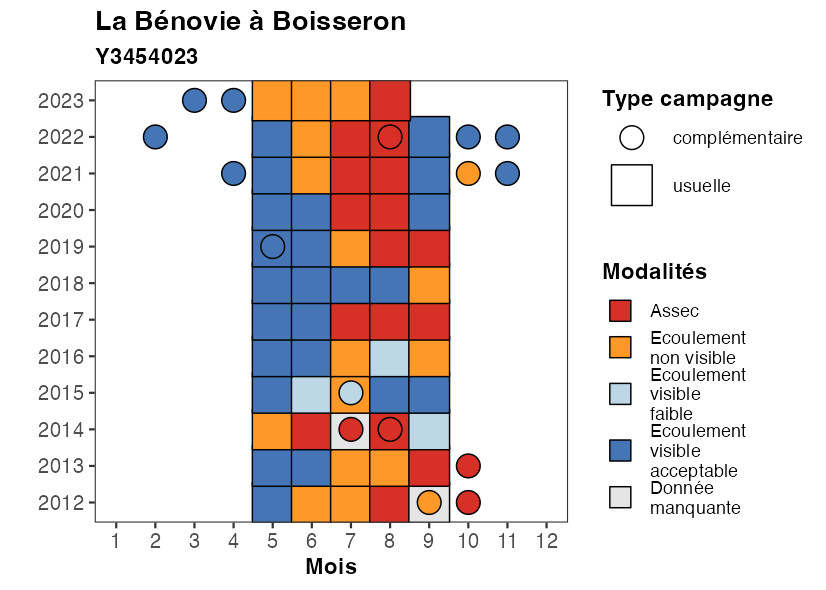 La Bénovie à Boisseron
Y3454023
2023
2022
2021
2020
2019
2018
2017
2016
2015
2014
2013
2012
1 2 3 4 5 6 7 8 9 10 11 12
Mois
Type campagne
complémentaire
usuelle
Modalités
Assec
Ecoulement
non visible
Ecoulement
visible
faible
Ecoulement
visible
acceptable
Donnée
manquante